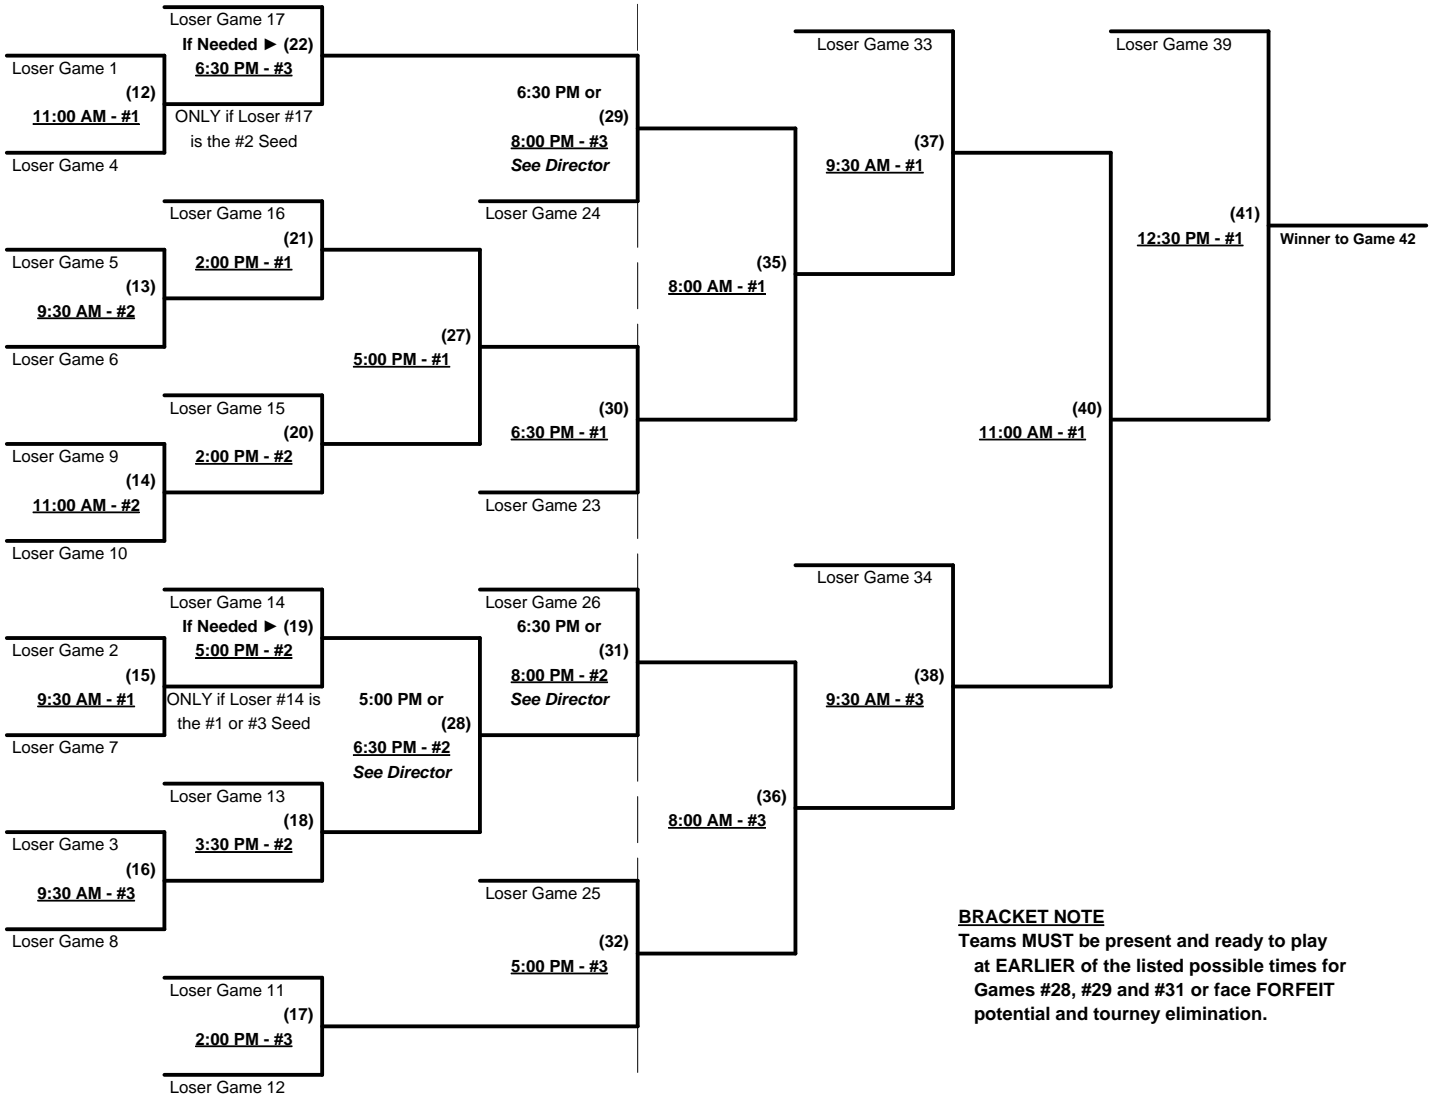 Loser Game 17
If Needed ► (22)
6:30 PM - #3
Loser Game 1
(12)
11:00 AM - #1
ONLY if Loser #17
is the #2 Seed
Loser Game 4
6:30 PM or
(29)
8:00 PM - #3
See Director
Loser Game 24
Loser Game 33
(37)
9:30 AM - #1
Loser Game 39
(41)
12:30 PM - #1
Winner to Game 42
Loser Game 16
(21)
2:00 PM - #1
Loser Game 5
(13)
9:30 AM - #2
Loser Game 6
(35)
8:00 AM - #1
(27)
5:00 PM - #1
Loser Game 15
(20)
2:00 PM - #2
(30)
6:30 PM - #1
(40)
11:00 AM - #1
Loser Game 9
(14)
11:00 AM - #2
Loser Game 10
Loser Game 23
Loser Game 14
If Needed ► (19)
5:00 PM - #2
Loser Game 2
(15)
9:30 AM - #1
ONLY if Loser #14 is
the #1 or #3 Seed
Loser Game 7
Loser Game 26
6:30 PM or
(31)
8:00 PM - #2
See Director
Loser Game 34
(38)
9:30 AM - #3
5:00 PM or
(28)
6:30 PM - #2
See Director
Loser Game 13
(18)
3:30 PM - #2
(36)
8:00 AM - #3
Loser Game 3
(16)
9:30 AM - #3
Loser Game 8
Loser Game 25
(32)
5:00 PM - #3
Loser Game 11
(17)
2:00 PM - #3
Loser Game 12
BRACKET NOTE
Teams MUST be present and ready to play
at EARLIER of the listed possible times for
Games #28, #29 and #31 or face FORFEIT
potential and tourney elimination.